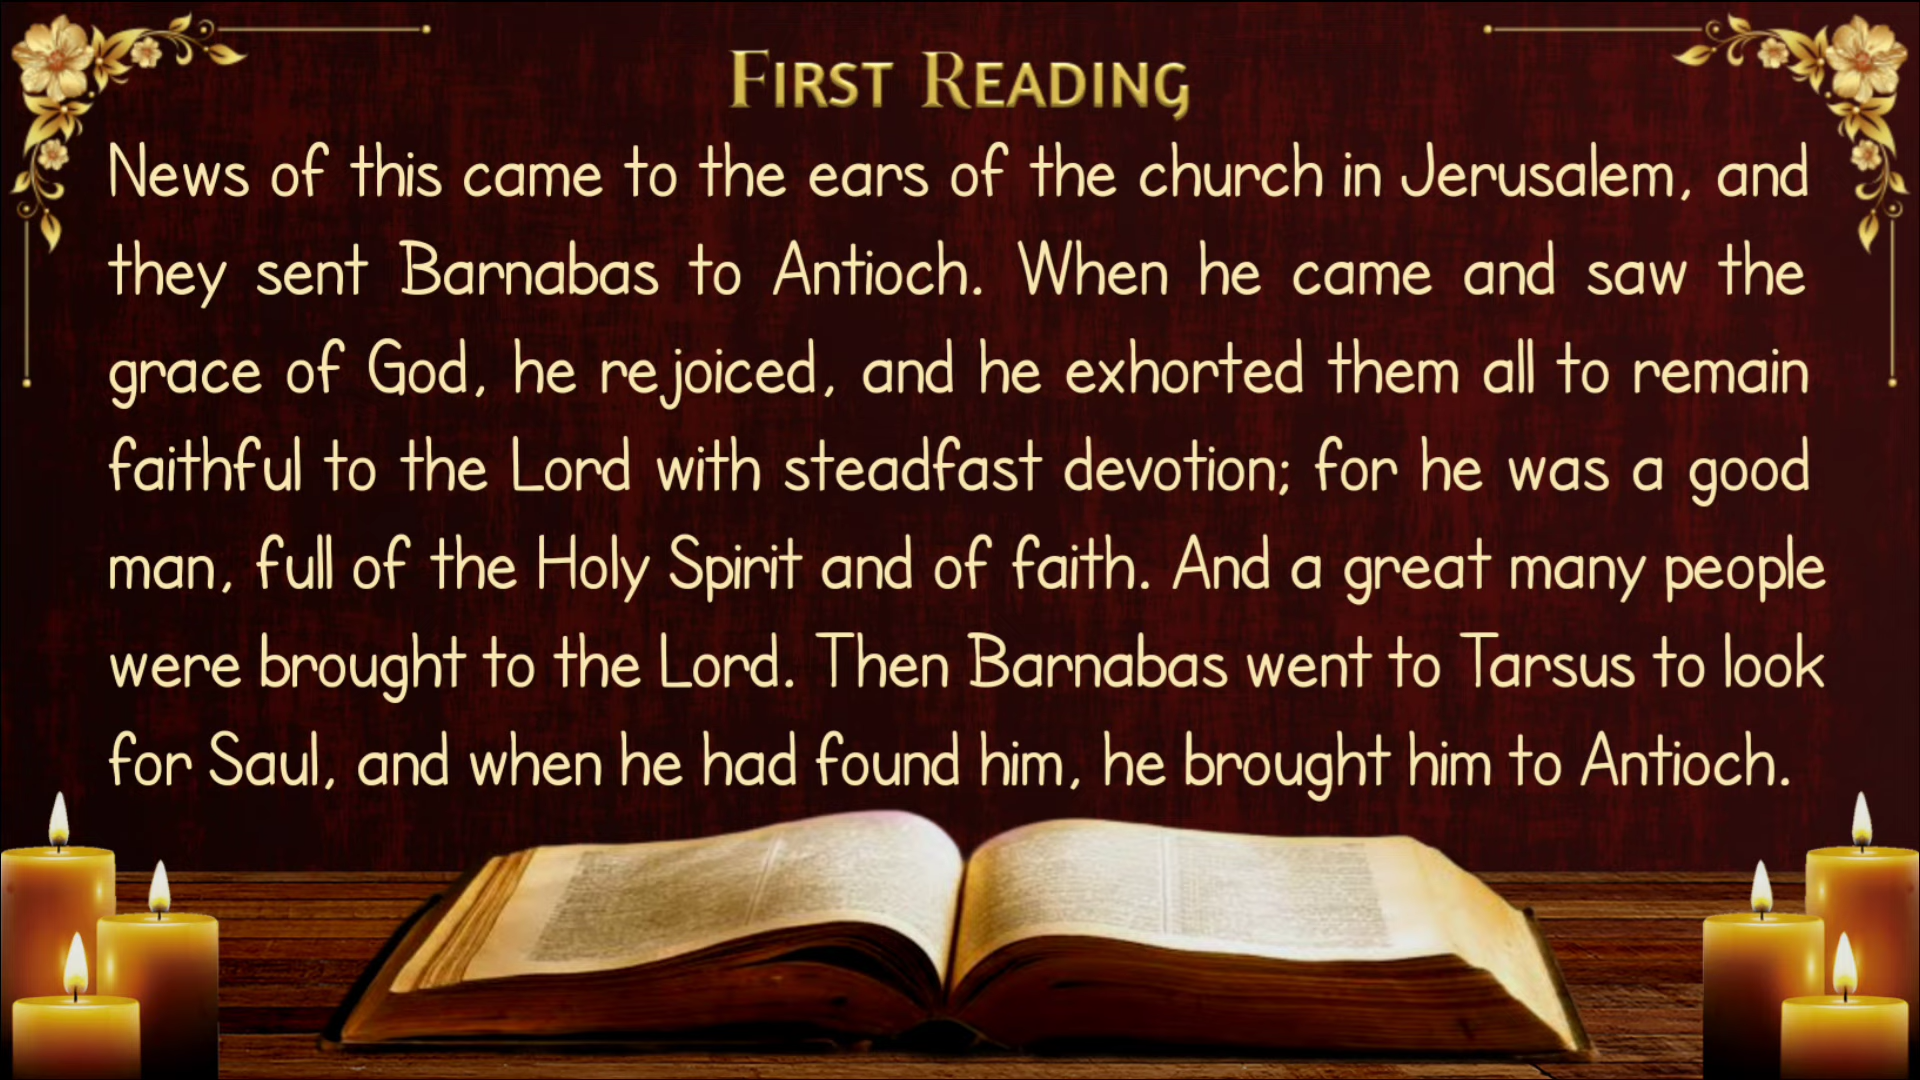 FIRST READING
News of this came to the ears of the church in Jerusalem, and
they sent Barnabas to Antioch. When he came and saw the
grace of God, he rejoiced, and he exhorted them all to remain
faithful to the Lord with steadfast devotion; for he was a good
man, full of the Holy Spirit and of faith. And a great many people
were brought to the Lord. Then Barnabas went to Tarsus to look
for Saul, and when he had found him, he brought him to Antioch.